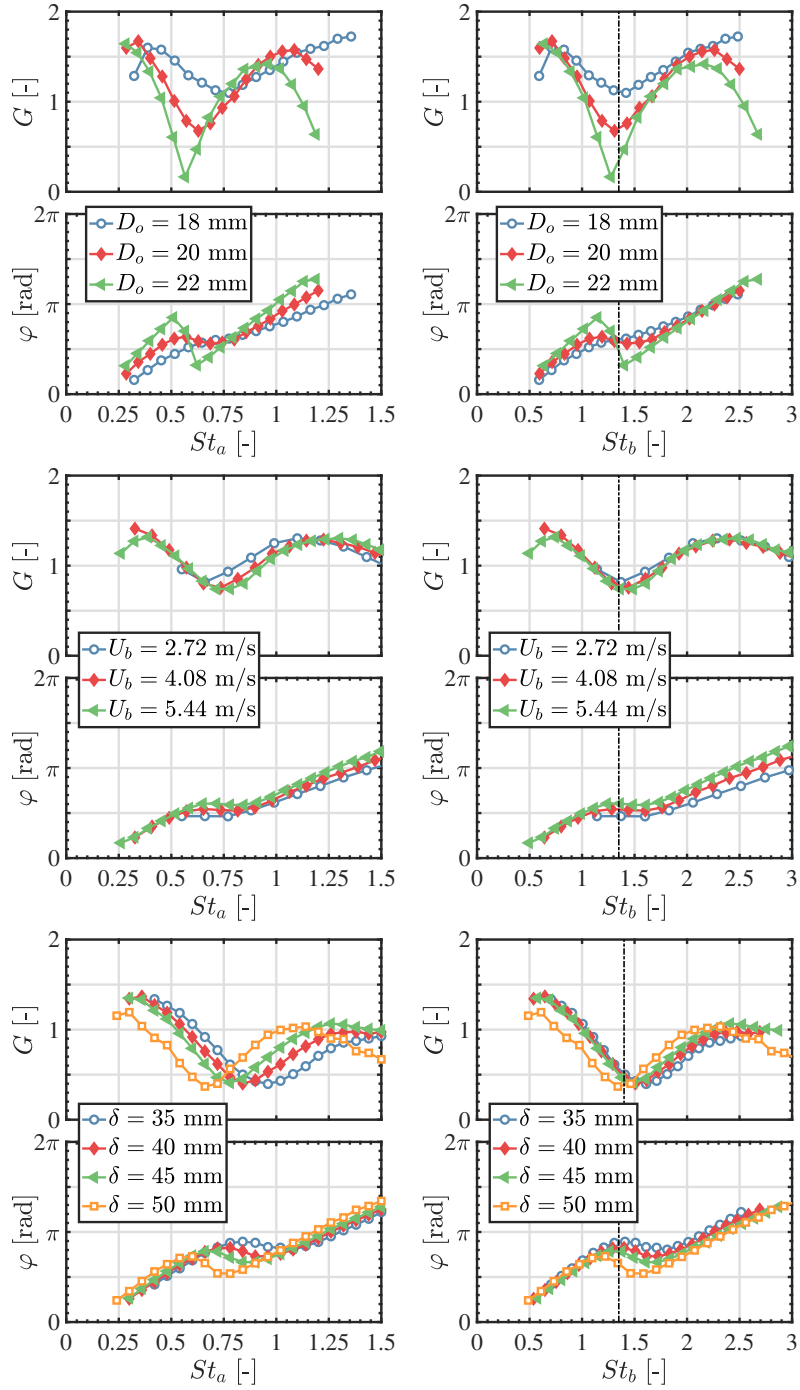 2
1
0
G [-]
2
1
0
G [-]
2π
π
0
φ [rad]
D_o = 18 mm
D_o = 20 mm
D_o = 22 mm
0 0.25 0.5 0.75 1 1.25 1.5
St_a [-]
2π
π
0
φ [rad]
D_o = 18 mm
D_o = 20 mm
D_o = 22 mm
0 0.5 1 1.5 2 2.5 3
St_b [-]
2
1
0
G [-]
2
1
0
G [-]
2π
π
0
φ [rad]
U_b = 2.72 m/s
U_b = 4.08 m/s
U_b = 5.44 m/s
0 0.25 0.5 0.75 1 1.25 1.5
St_a [-]
2π
π
0
φ [rad]
U_b = 2.72 m/s
U_b = 4.08 m/s
U_b = 5.44 m/s
0 0.5 1 1.5 2 2.5 3
St_b [-]
2
1
0
G [-]
2
1
0
G [-]
2π
π
0
φ [rad]
δ = 35 mm
δ = 40 mm
δ = 45 mm
δ = 50 mm
0 0.25 0.5 0.75 1 1.25 1.5
St_a [-]
2π
π
0
φ [rad]
δ = 35 mm
δ = 40 mm
δ = 45 mm
δ = 50 mm
0 0.5 1 1.5 2 2.5 3
St_b [-]